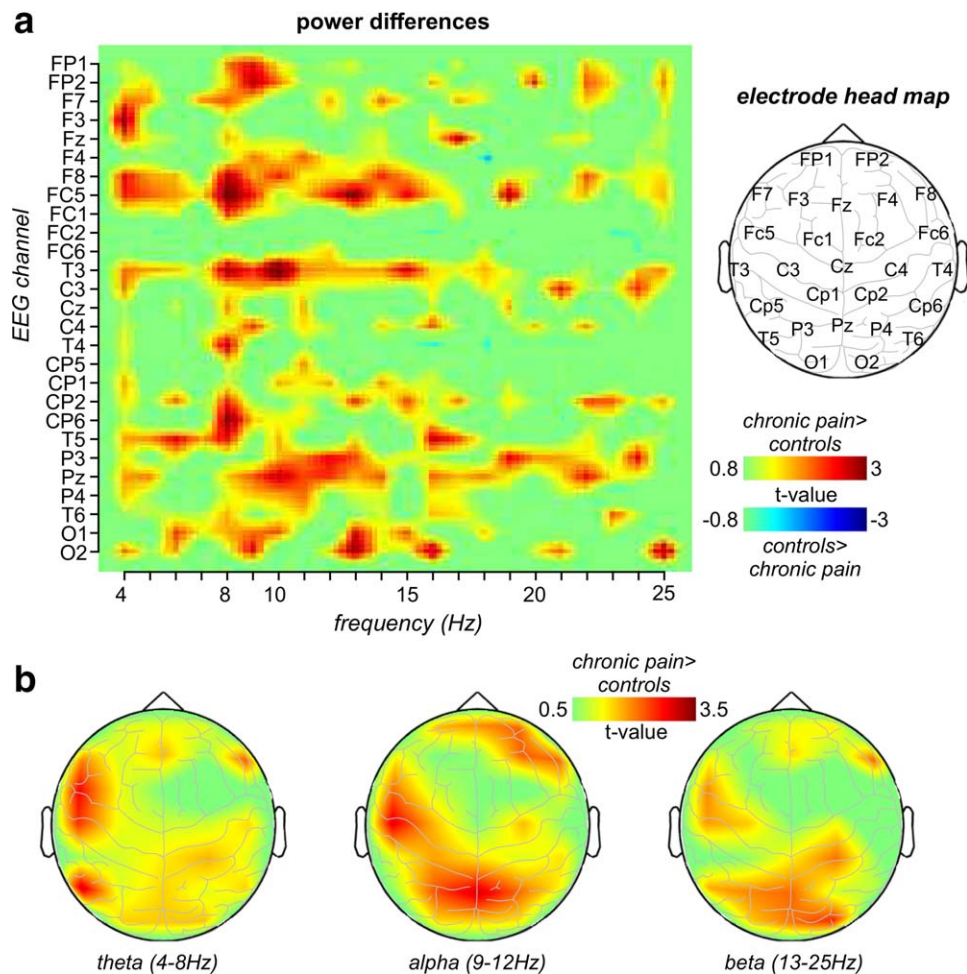 a
power differences
EEG channel
FP1
FP2
F7
F3
Fz
F4
F8
FC5
FC1
FC2
FC6
T3
C3
Cz
C4
T4
CP5
CP1
CP2
CP6
T5
P3
Pz
P4
T6
O1
O2
4 8 10 15 20 25
frequency (Hz)
electrode head map
FP1 FP2
F7 F3 Fz F4 F8
Fc5 Fc1 Fc2 Fc6
T3 C3 Cz C4 T4
Cp5 Cp1 Cp2 Cp6
T5 P3 Pz P4 T6
O1 O2
chronic pain>
controls
0.8 3
t-value
-0.8 -3
controls>
chronic pain
b
chronic pain>
controls
0.5 3.5
t-value
theta (4-8Hz)
alpha (9-12Hz)
beta (13-25Hz)